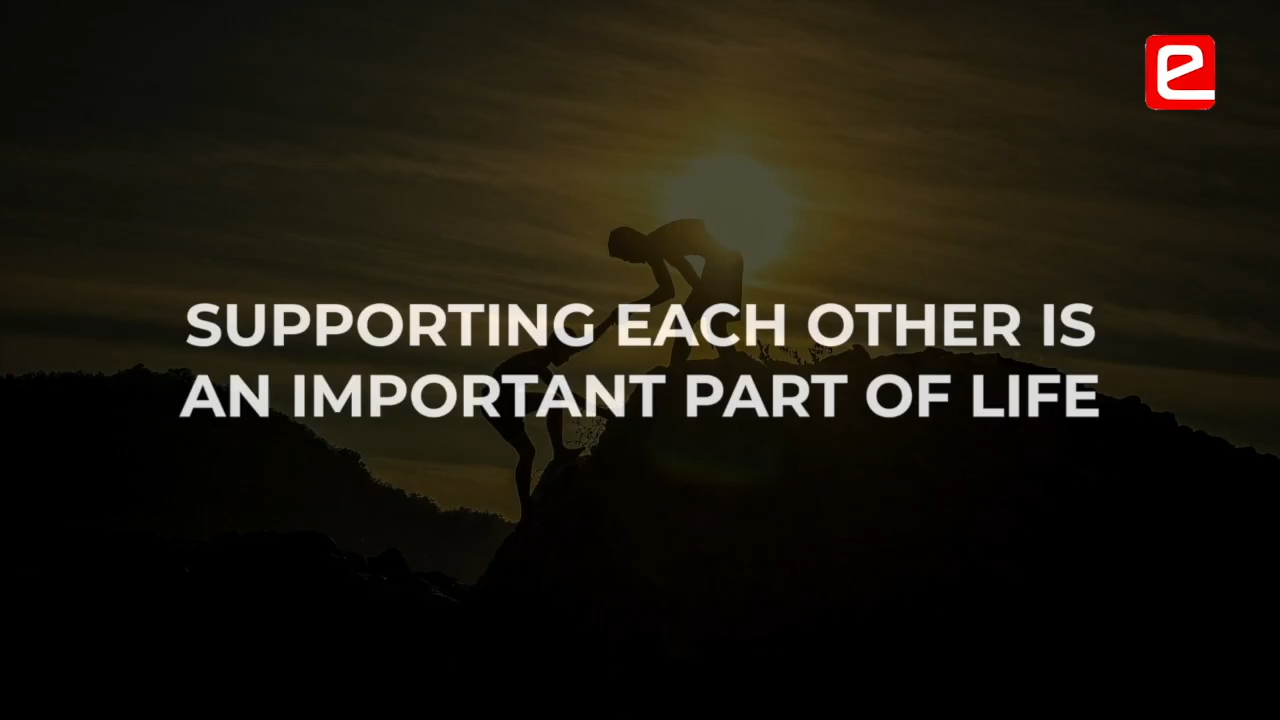 e
SUPPORTING EACH OTHER IS
AN IMPORTANT PART OF LIFE